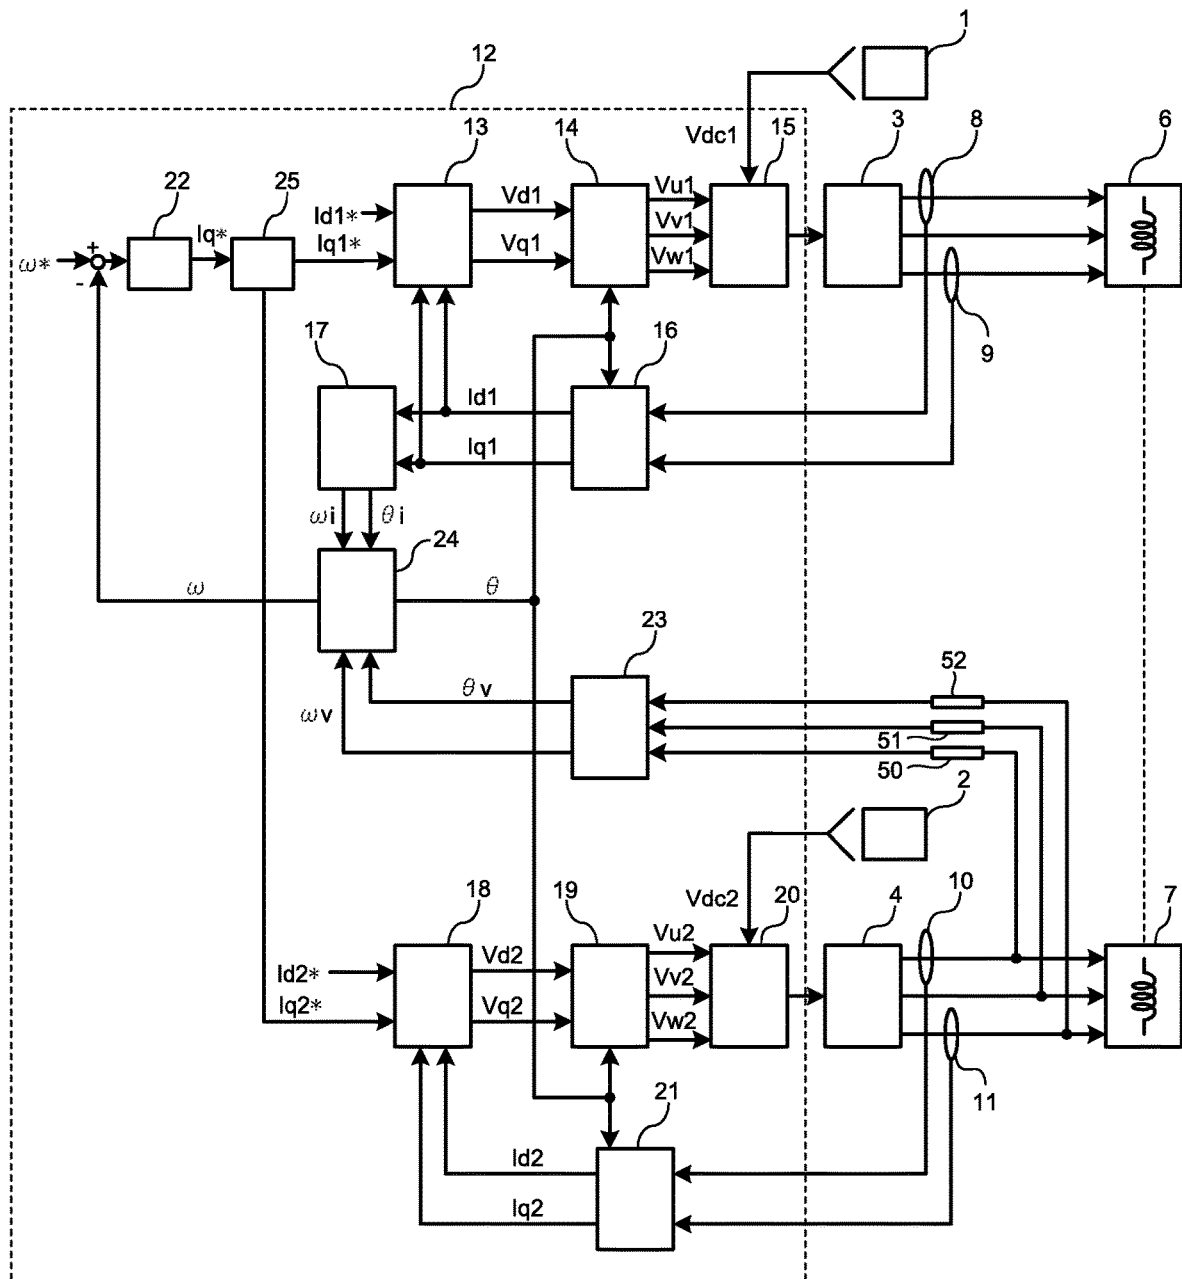 1
12
Vdc1
13
14
15
3
8
6
22
25
Id1*
Iq1*
Vd1
Vq1
Vu1
Vv1
Vw1
ω*
+
-
Iq*
9
17
16
Id1
Iq1
ωi
θi
24
ω
θ
23
θv
ωv
52
51
50
2
Vdc2
18
19
20
4
10
7
Id2*
Iq2*
Vd2
Vq2
Vu2
Vv2
Vw2
11
21
Id2
Iq2